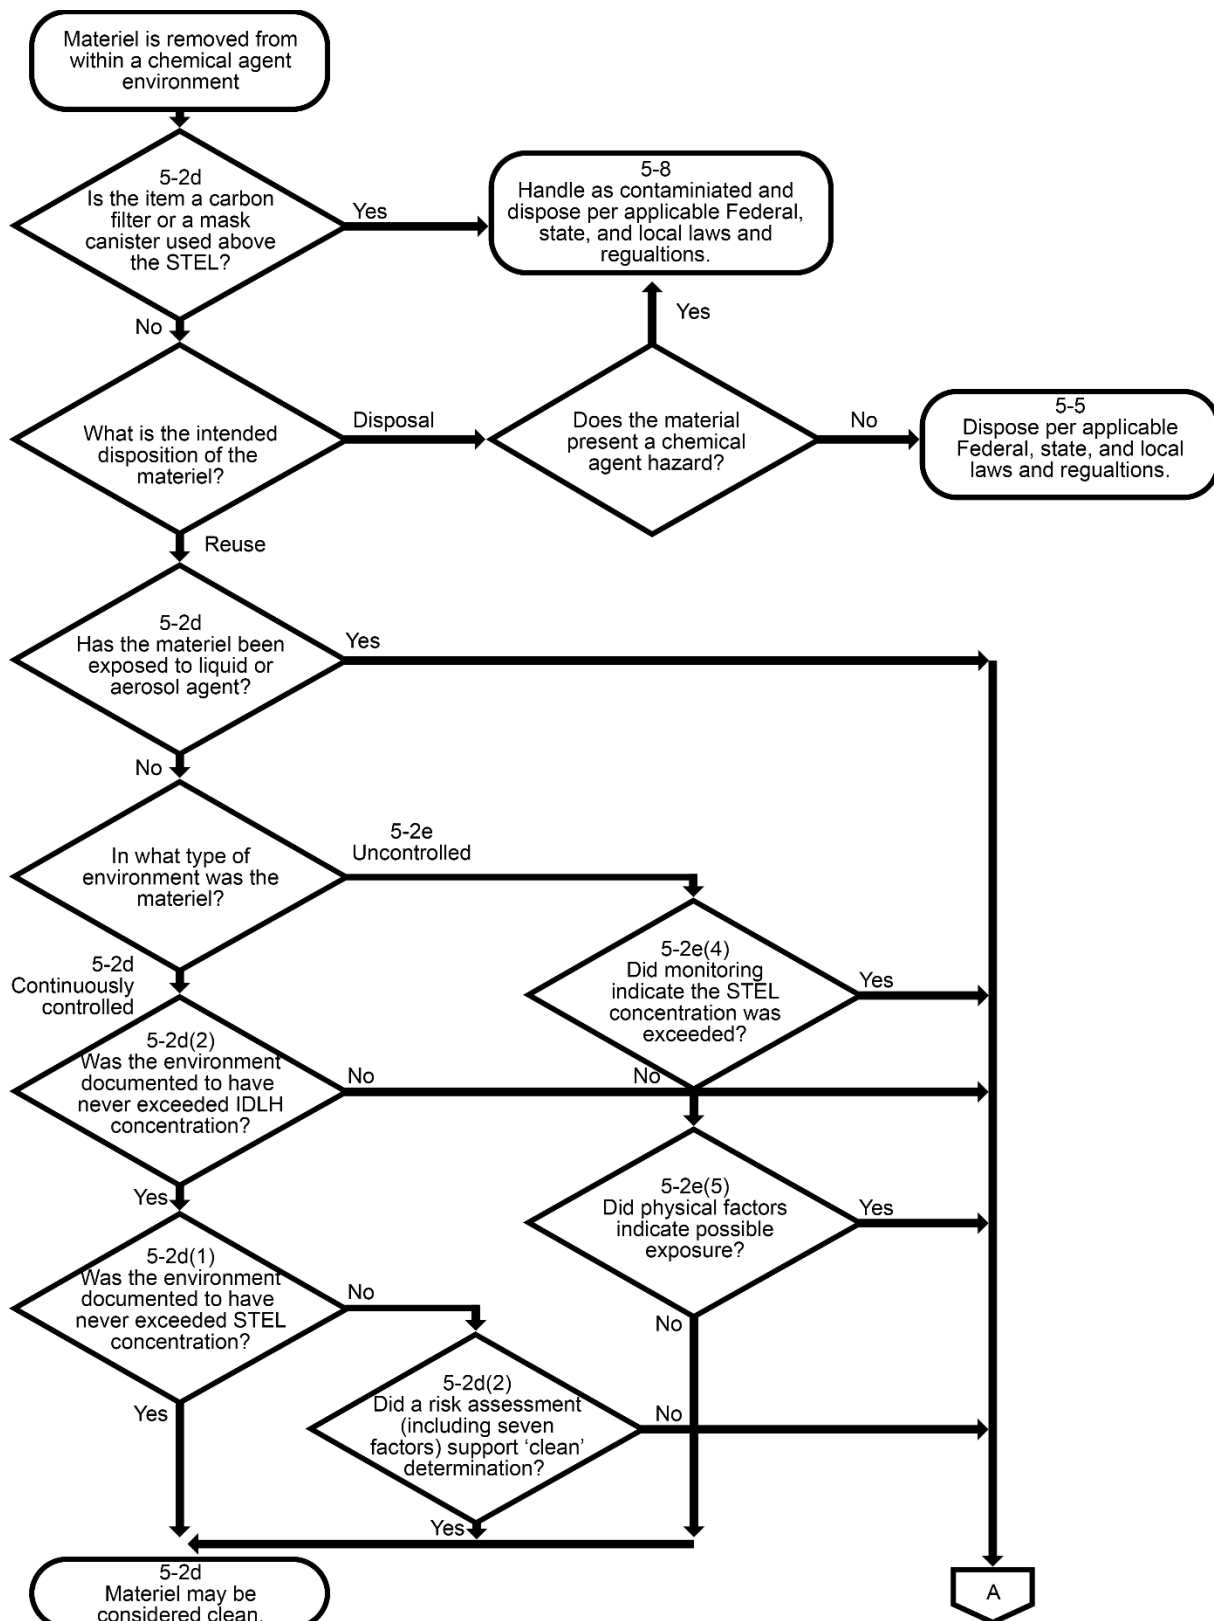 Materiel is removed from
within a chemical agent
environment
5-2d
Is the item a carbon
filter or a mask
canister used above
the STEL?
Yes
5-8
Handle as contaminiated and
dispose per applicable Federal,
state, and local laws and
regualtions.
No
Yes
What is the intended
disposition of the
materiel?
Disposal
Does the material
present a chemical
agent hazard?
No
5-5
Dispose per applicable
Federal, state, and local
laws and regualtions.
Reuse
5-2d
Has the materiel been
exposed to liquid or
aerosol agent?
Yes
No
In what type of
environment was the
materiel?
5-2e
Uncontrolled
5-2d
Continuously
controlled
5-2e(4)
Did monitoring
indicate the STEL
concentration was
exceeded?
Yes
5-2d(2)
Was the environment
documented to have
never exceeded IDLH
concentration?
No
No
Yes
5-2e(5)
Did physical factors
indicate possible
exposure?
Yes
5-2d(1)
Was the environment
documented to have
never exceeded STEL
concentration?
No
No
5-2d(2)
Did a risk assessment
(including seven
factors) support ‘clean’
determination?
No
Yes
Yes
5-2d
Materiel may be
considered clean.
A